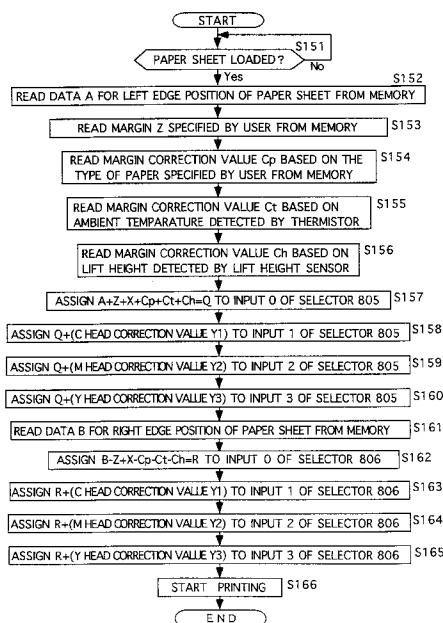 START
S151
PAPER SHEET LOADED?
No
Yes
S152
READ DATA A FOR LEFT EDGE POSITION OF PAPER SHEET FROM MEMORY
READ MARGIN Z SPECIFIED BY USER FROM MEMORY S153
READ MARGIN CORRECTION VALUE Cp BASED ON THE S154
TYPE OF PAPER SPECIFIED BY USER FROM MEMORY
READ MARGIN CORRECTION VALUE Ct BASED ON S155
AMBIENT TEMPARATURE DETECTED BY THERMISTOR
READ MARGIN CORRECTION VALUE Ch BASED ON S156
LIFT HEIGHT DETECTED BY LIFT HEIGHT SENSOR
ASSIGN A+Z+X+Cp+Ct+Ch=Q TO INPUT 0 OF SELECTOR 805 S157
ASSIGN Q+(C HEAD CORRECTION VALUE Y1) TO INPUT 1 OF SELECTOR 805 S158
ASSIGN Q+(M HEAD CORRECTION VALUE Y2) TO INPUT 2 OF SELECTOR 805 S159
ASSIGN Q+(Y HEAD CORRECTION VALUE Y3) TO INPUT 3 OF SELECTOR 805 S160
READ DATA B FOR RIGHT EDGE POSITION OF PAPER SHEET FROM MEMORY S161
ASSIGN B-Z+X-Cp-Ct-Ch=R TO INPUT 0 OF SELECTOR 806 S162
ASSIGN R+(C HEAD CORRECTION VALUE Y1) TO INPUT 1 OF SELECTOR 806 S163
ASSIGN R+(M HEAD CORRECTION VALUE Y2) TO INPUT 2 OF SELECTOR 806 S164
ASSIGN R+(Y HEAD CORRECTION VALUE Y3) TO INPUT 3 OF SELECTOR 806 S165
START PRINTING S166
END